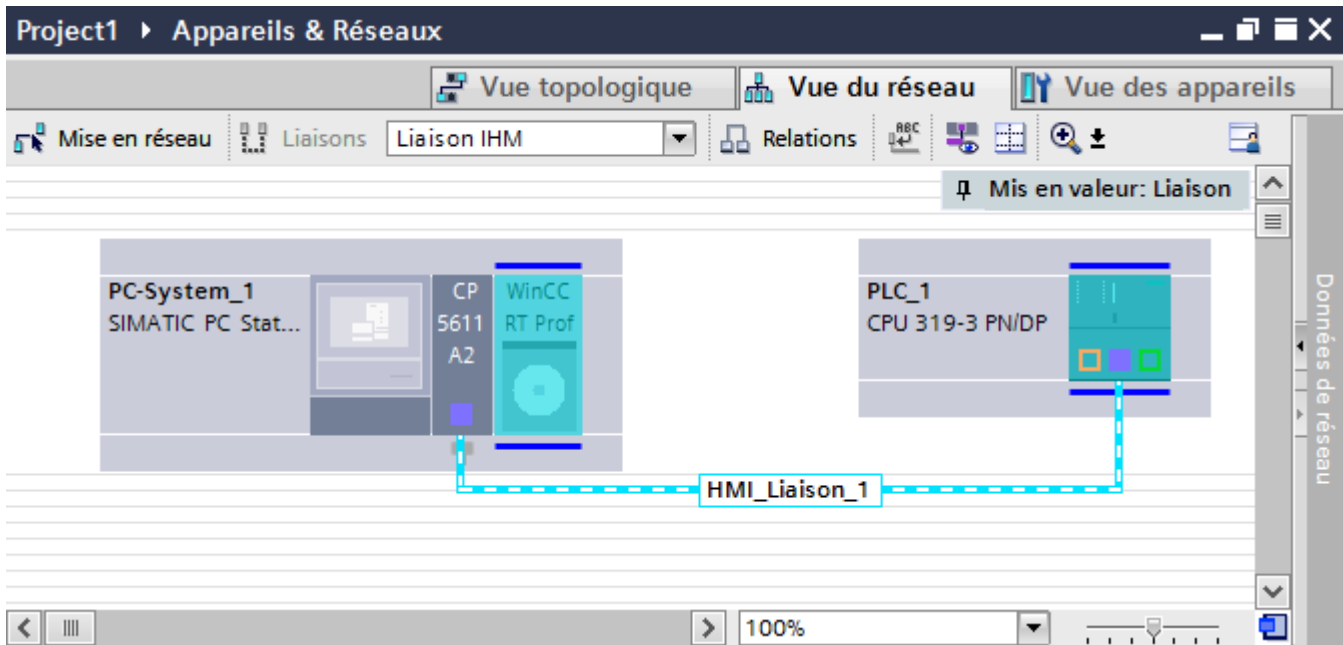 Project1 ▸ Appareils & Réseaux
Vue topologique
Vue du réseau
Vue des appareils
Mise en réseau
Liaisons
Liaison IHM
Relations
ABC
Mis en valeur: Liaison
PC-System_1
SIMATIC PC Stat...
CP
5611
A2
WinCC
RT Prof
PLC_1
CPU 319-3 PN/DP
HMI_Liaison_1
Données de réseau
100%